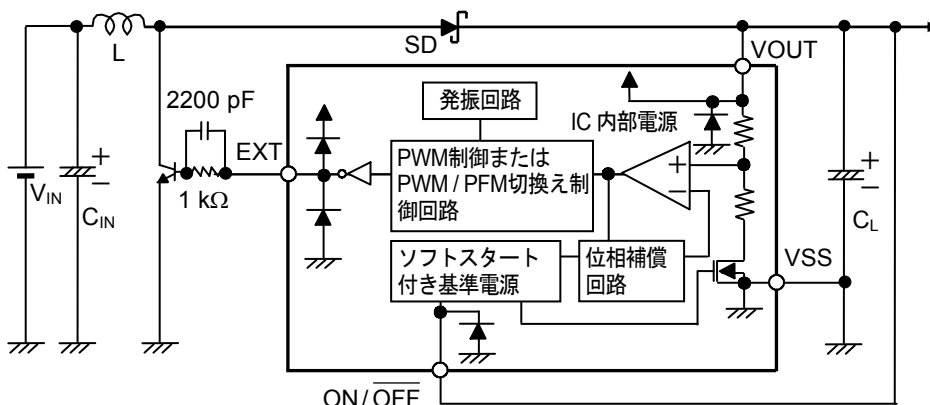 L
SD
VOUT
2200 pF
発振回路
IC 内部電源
EXT
+
PWM制御または
PWM / PFM切換え制
御回路
+
−
+
−
1 kΩ
VIN
CIN
+
−
CL
ソフトスタート
付き基準電源
位相補償
回路
VSS
ON / OFF